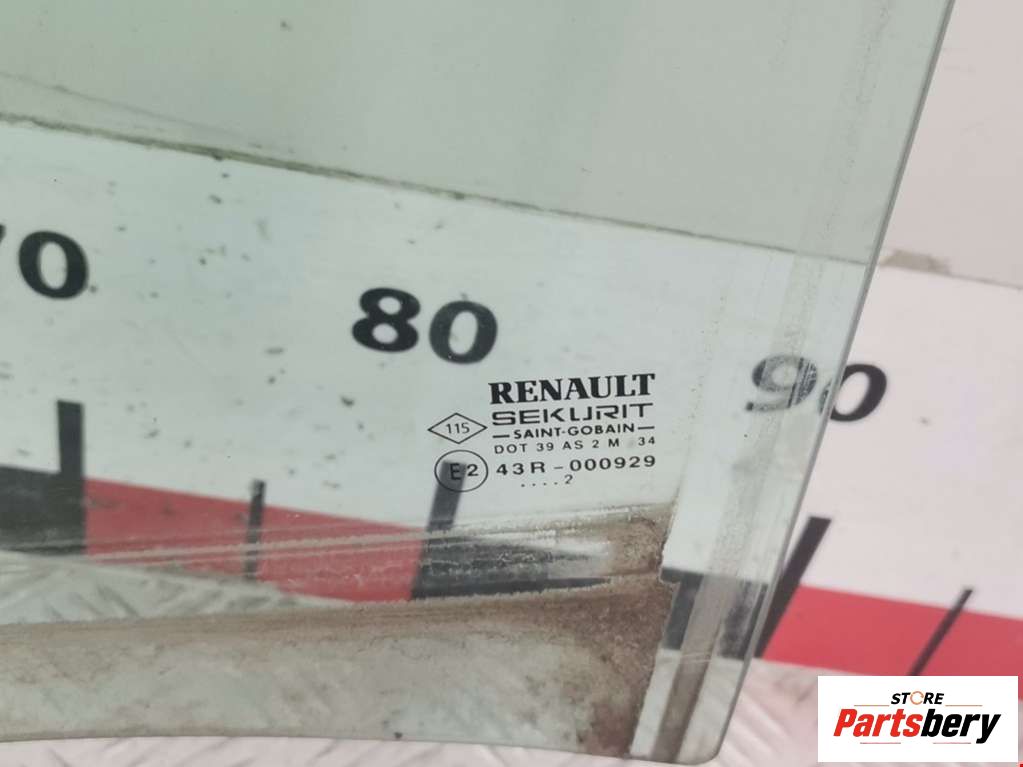 70
80
90
RENAULT
SEKURIT
115
—SAINT-GOBAIN—
DOT 39 AS 2 M 34
E2 43R-000929
....2
STORE
Partsbery